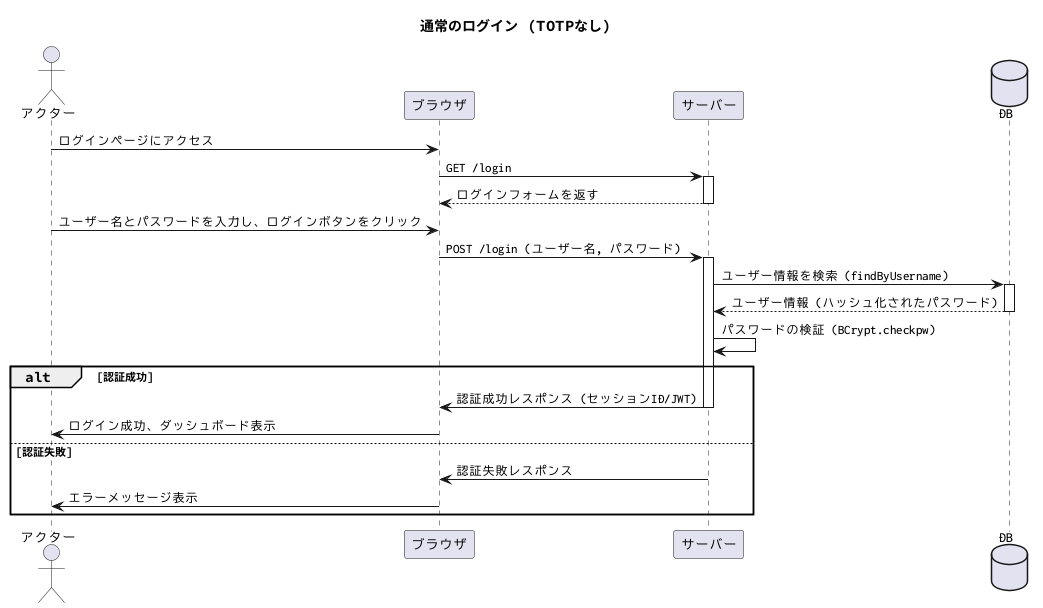 通常のログイン (TOTPなし)
アクター
ブラウザ
サーバー
DB
ログインページにアクセス
GET /login
ログインフォームを返す
ユーザー名とパスワードを入力し、ログインボタンをクリック
POST /login (ユーザー名, パスワード)
ユーザー情報を検索 (findByUsername)
ユーザー情報 (ハッシュ化されたパスワード)
パスワードの検証 (BCrypt.checkpw)
alt [認証成功]
認証成功レスポンス (セッションID/JWT)
ログイン成功、ダッシュボード表示
[認証失敗]
認証失敗レスポンス
エラーメッセージ表示
アクター
ブラウザ
サーバー
DB